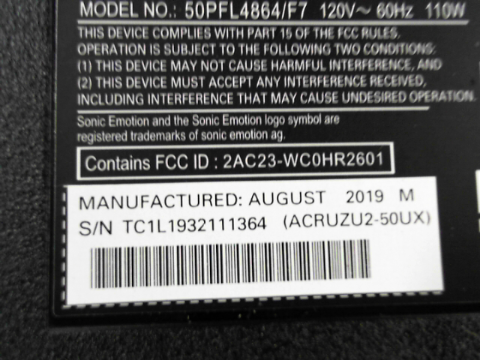 MODEL NO.: 50PFL4864/F7 120V~ 60Hz 110W
THIS DEVICE COMPLIES WITH PART 15 OF THE FCC RULES.
OPERATION IS SUBJECT TO THE FOLLOWING TWO CONDITIONS:
(1) THIS DEVICE MAY NOT CAUSE HARMFUL INTERFERENCE, AND
(2) THIS DEVICE MUST ACCEPT ANY INTERFERENCE RECEIVED,
INCLUDING INTERFERENCE THAT MAY CAUSE UNDESIRED OPERATION.
Sonic Emotion and the Sonic Emotion logo symbol are
registered trademarks of sonic emotion ag.
Contains FCC ID : 2AC23-WC0HR2601
MANUFACTURED: AUGUST 2019 M
S/N TC1L1932111364 (ACRUZU2-50UX)